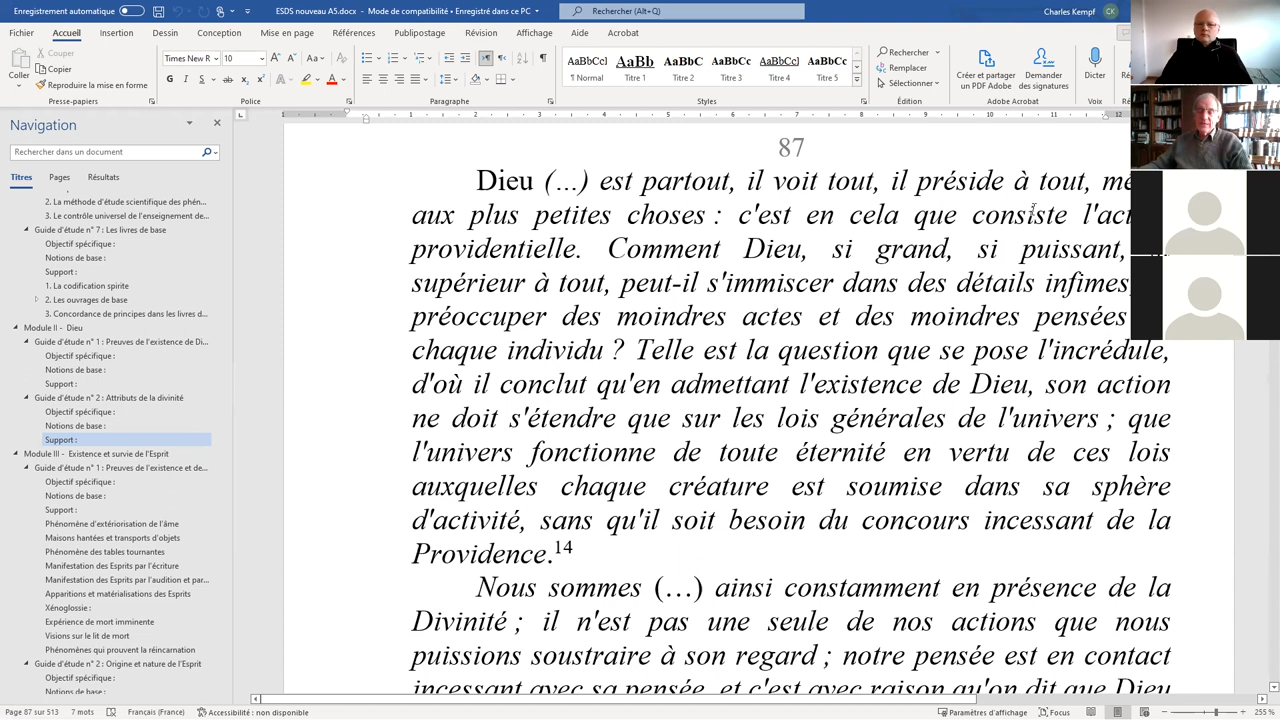 Enregistrement automatique
ESDS nouveau A5.docx - Mode de compatibilité • Enregistré dans ce PC
Rechercher (Alt+Q)
Charles Kempf CK
Fichier Accueil Insertion Dessin Conception Mise en page Références Publipostage Révision Affichage Aide Acrobat
Coller
Couper
Copier
Reproduire la mise en forme
Presse-papiers
Times New R 10
Police
Paragraphe
AaBbCcI AaBb AaBbC AaBbCc AaBbCcI AaBbCc
¶ Normal Titre 1 Titre 2 Titre 3 Titre 4 Titre 5
Styles
Rechercher
Remplacer
Sélectionner
Édition
Créer et partager un PDF Adobe
Demander des signatures
Adobe Acrobat
Dicter
Voix
Navigation
Rechercher dans un document
Titres Pages Résultats
2. La méthode d'étude scientifique des phén...
3. Le contrôle universel de l'enseignement de...
Guide d'étude n° 7 : Les livres de base
Objectif spécifique :
Notions de base :
Support :
1. La codification spirite
2. Les ouvrages de base
3. Concordance de principes dans les livres d...
Module II - Dieu
Guide d'étude n° 1 : Preuves de l'existence de Di...
Objectif spécifique :
Notions de base :
Support :
Guide d'étude n° 2 : Attributs de la divinité
Objectif spécifique :
Notions de base :
Support :
Module III - Existence et survie de l'Esprit
Guide d'étude n° 1 : Preuves de l'existence et de...
Objectif spécifique :
Notions de base :
Support :
Phénomène d'extériorisation de l'âme
Maisons hantées et transports d'objets
Phénomène des tables tournantes
Manifestation des Esprits par l'écriture
Manifestation des Esprits par l'audition et par...
Apparitions et matérialisations des Esprits
Xénoglossie :
Expérience de mort imminente
Visions sur le lit de mort
Phénomènes qui prouvent la réincarnation
Guide d'étude n° 2 : Origine et nature de l'Esprit
Objectif spécifique :
Notions de base :
87
Dieu (…) est partout, il voit tout, il préside à tout,
aux plus petites choses : c'est en cela que consiste
providentielle. Comment Dieu, si grand, si puissant,
supérieur à tout, peut-il s'immiscer dans des détails infimes,
préoccuper des moindres actes et des moindres pensées
chaque individu ? Telle est la question que se pose l'incrédule,
d'où il conclut qu'en admettant l'existence de Dieu, son action
ne doit s'étendre que sur les lois générales de l'univers ; que
l'univers fonctionne de toute éternité en vertu de ces lois
auxquelles chaque créature est soumise dans sa sphère
d'activité, sans qu'il soit besoin du concours incessant de la
Providence.14
Nous sommes (…) ainsi constamment en présence de la
Divinité ; il n'est pas une seule de nos actions que nous
puissions soustraire à son regard ; notre pensée est en contact
incessant avec sa pensée, et c'est avec raison qu'on dit que Dieu
Page 87 sur 513 7 mots Français (France) Accessibilité : non disponible
Paramètres d'affichage Focus 255 %